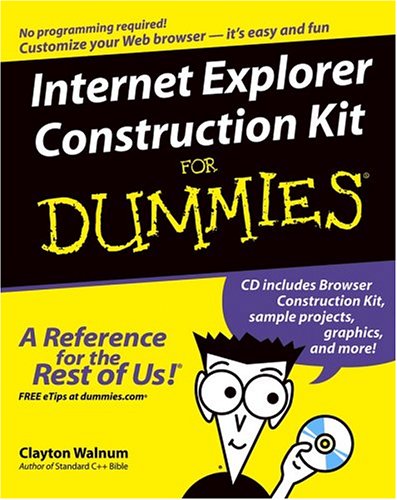 No programming required!
Customize your Web browser — it's easy and fun
Internet Explorer
Construction Kit
FOR
DUMMIES®
CD includes Browser
Construction Kit,
sample projects,
graphics,
and more!
A Reference
for the
Rest of Us!®
FREE eTips at dummies.com®
Clayton Walnum
Author of Standard C++ Bible